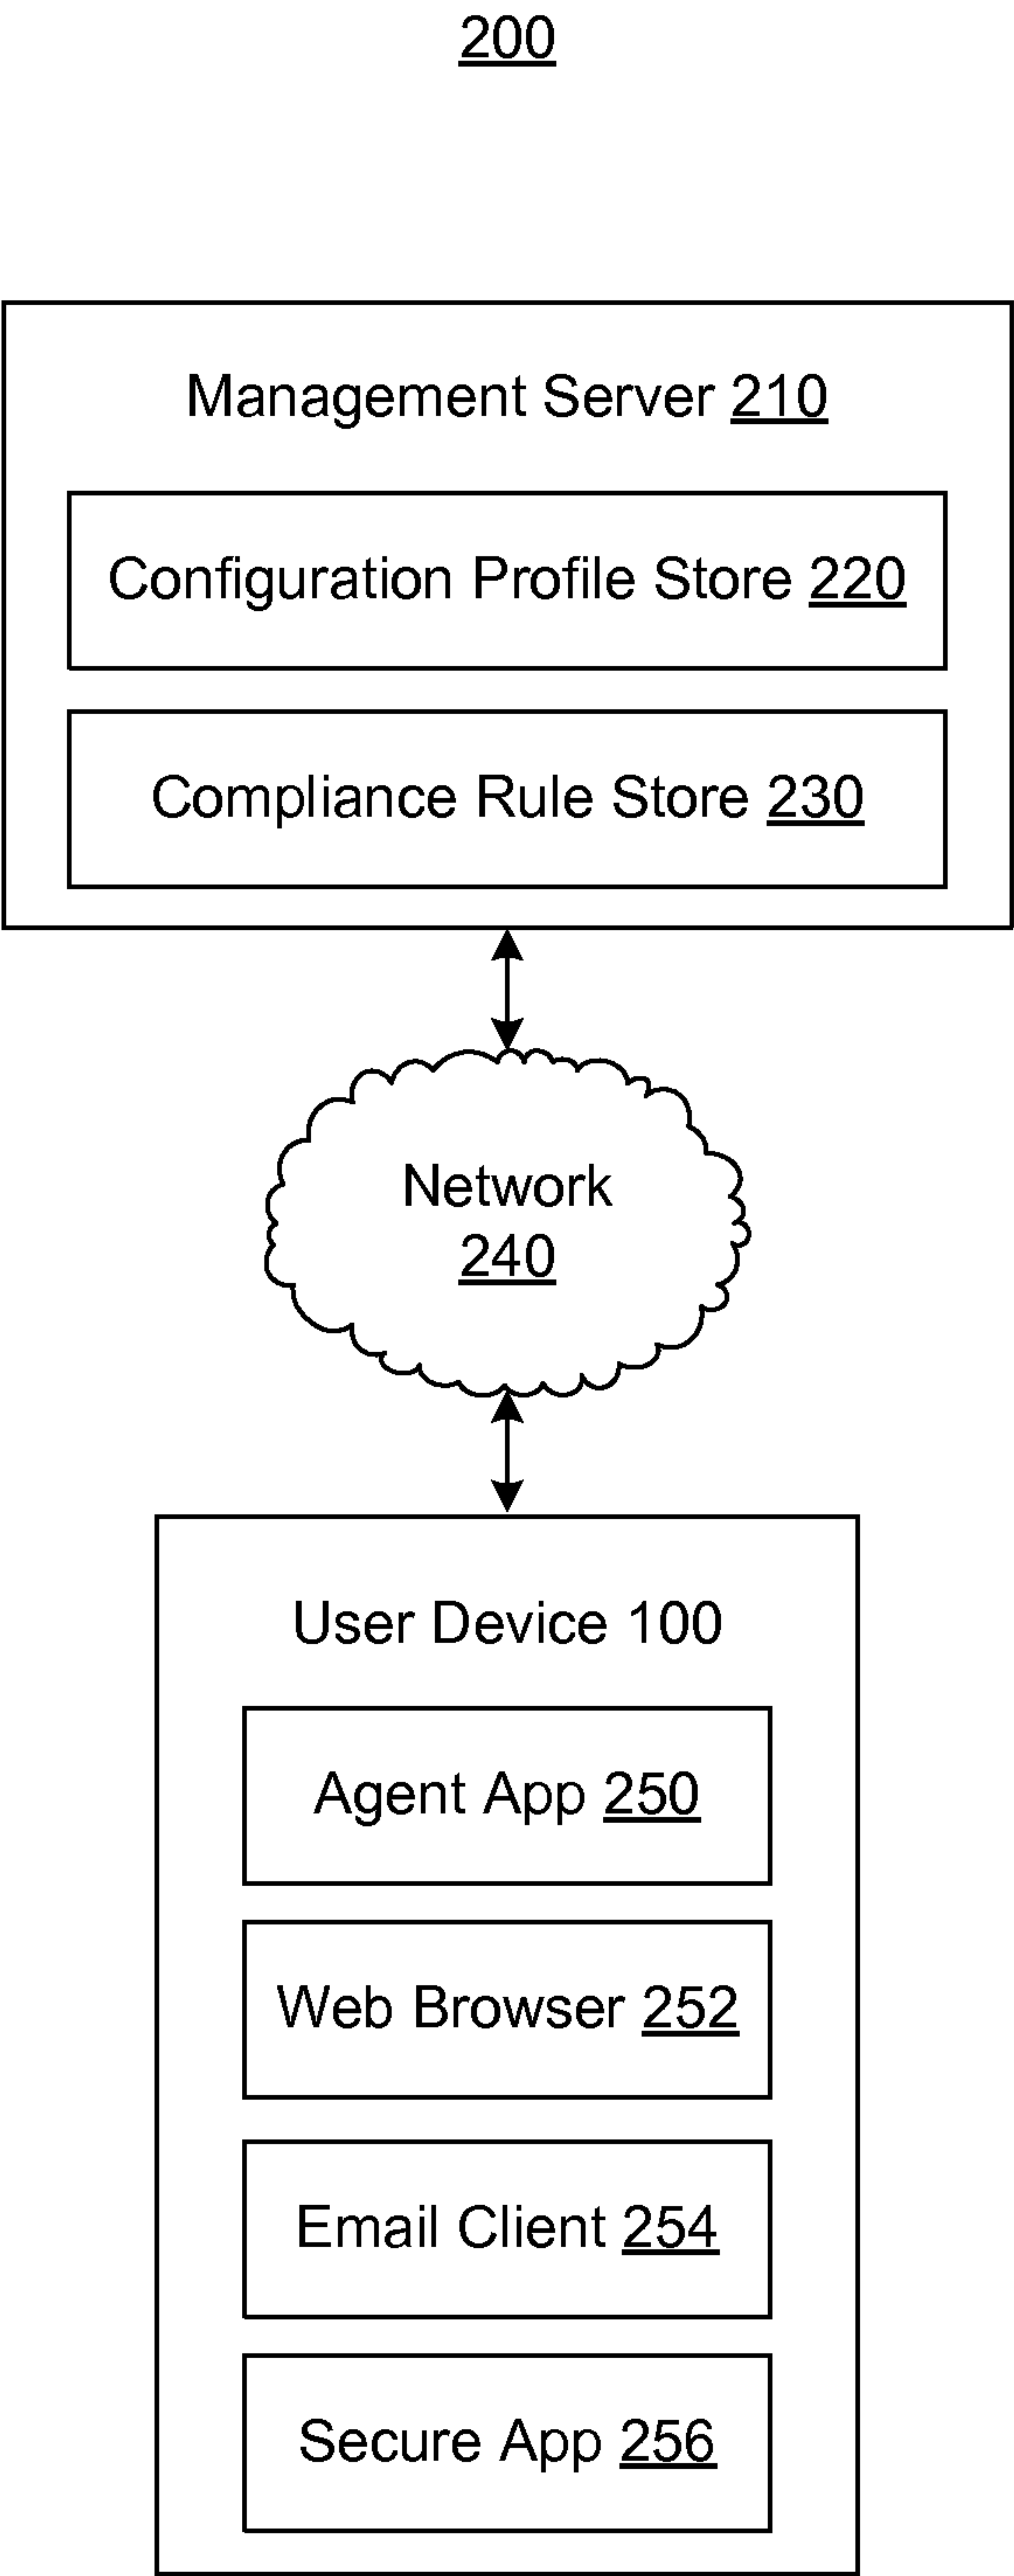 200
Management Server 210
Configuration Profile Store 220
Compliance Rule Store 230
Network
240
User Device 100
Agent App 250
Web Browser 252
Email Client 254
Secure App 256